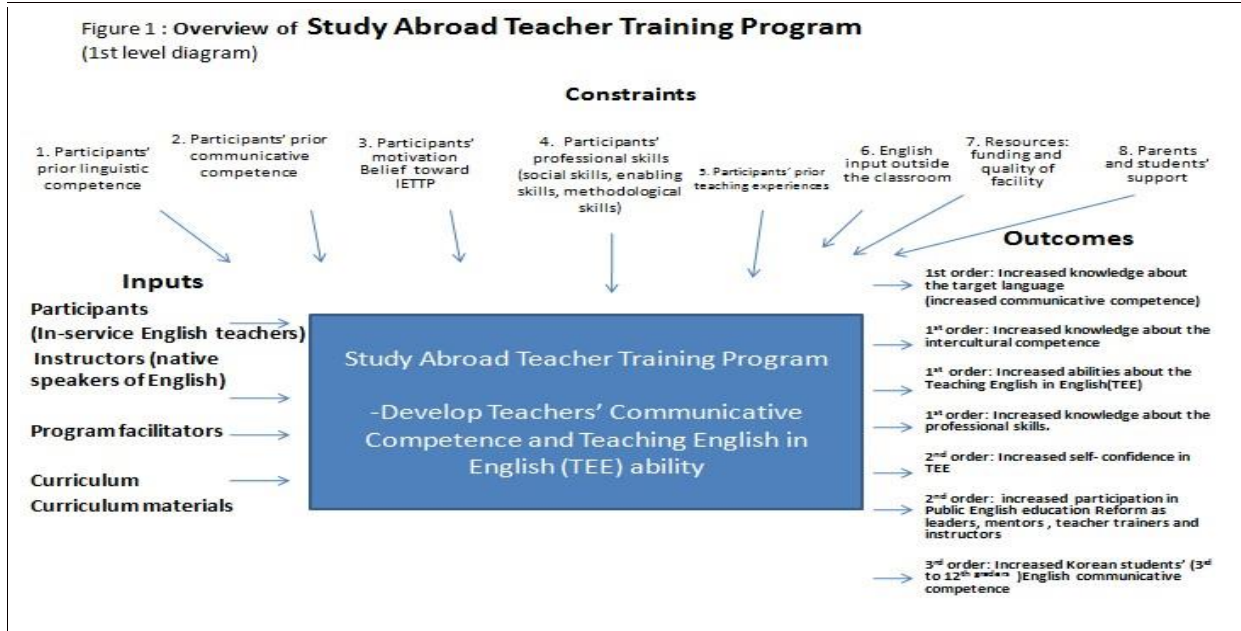 Figure 1 : Overview of Study Abroad Teacher Training Program
(1st level diagram)
Constraints
1. Participants'
prior linguistic
competence
2. Participants' prior
communicative
competence
3. Participants'
motivation
Belief toward
IETTP
4. Participants'
professional skills
(social skills, enabling
skills, methodological
skills)
5. Participants' prior
teaching experiences
6. English
input outside
the classroom
7. Resources:
funding and
quality of
facility
8. Parents
and students'
support
Inputs
Participants
(In-service English teachers)
Instructors (native
speakers of English)
Program facilitators
Curriculum
Curriculum materials
Study Abroad Teacher Training Program
-Develop Teachers' Communicative
Competence and Teaching English in
English (TEE) ability
Outcomes
1st order: Increased knowledge about
the target language
(increased communicative competence)
1st order: Increased knowledge about the
intercultural competence
1st order: Increased abilities about the
Teaching English in English(TEE)
1st order: Increased knowledge about the
professional skills.
2nd order: Increased self- confidence in
TEE
2nd order: increased participation in
Public English education Reform as
leaders, mentors , teacher trainers and
instructors
3rd order: Increased Korean students' (3rd
to 12th graders )English communicative
competence